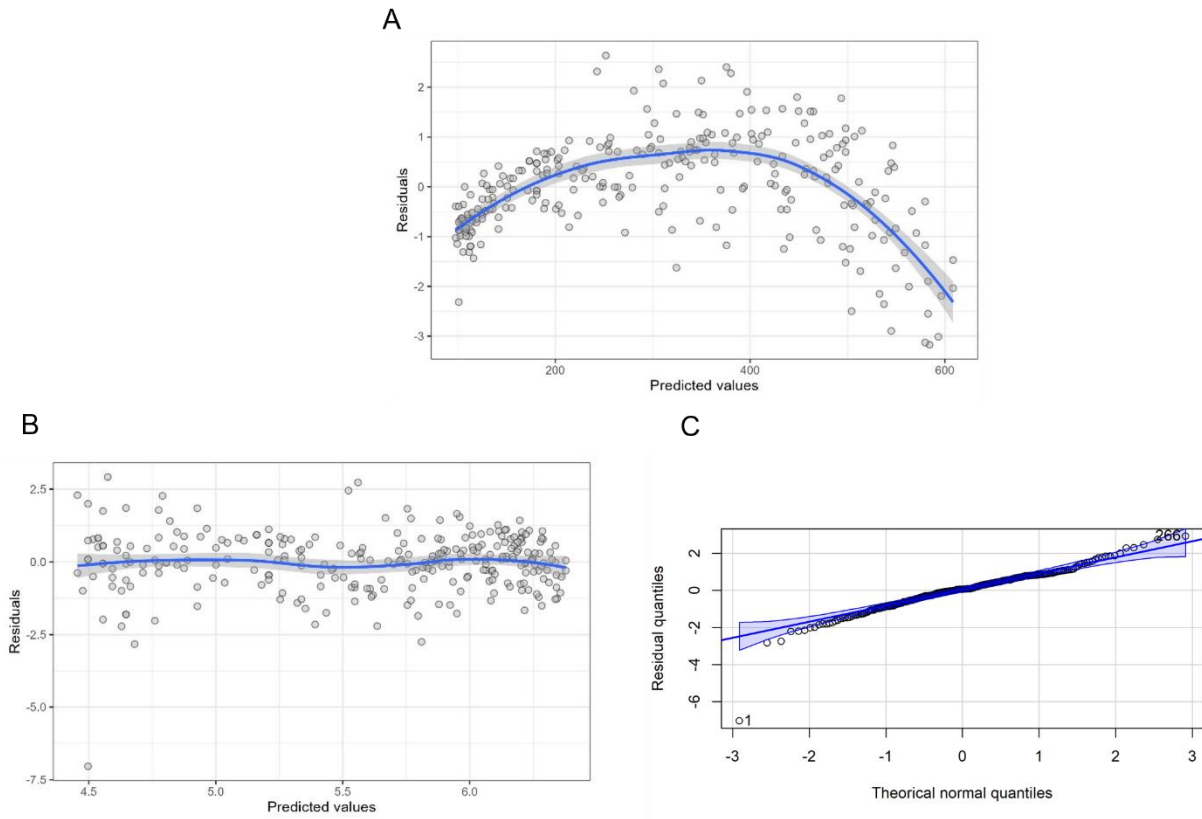 A
2
1
0
-1
-2
-3
Residuals
200 400 600
Predicted values
B
2.5
0.0
-2.5
-5.0
-7.5
Residuals
4.5 5.0 5.5 6.0
Predicted values
C
2
0
-2
-4
-6
Residual quantiles
266
1
-3 -2 -1 0 1 2 3
Theorical normal quantiles